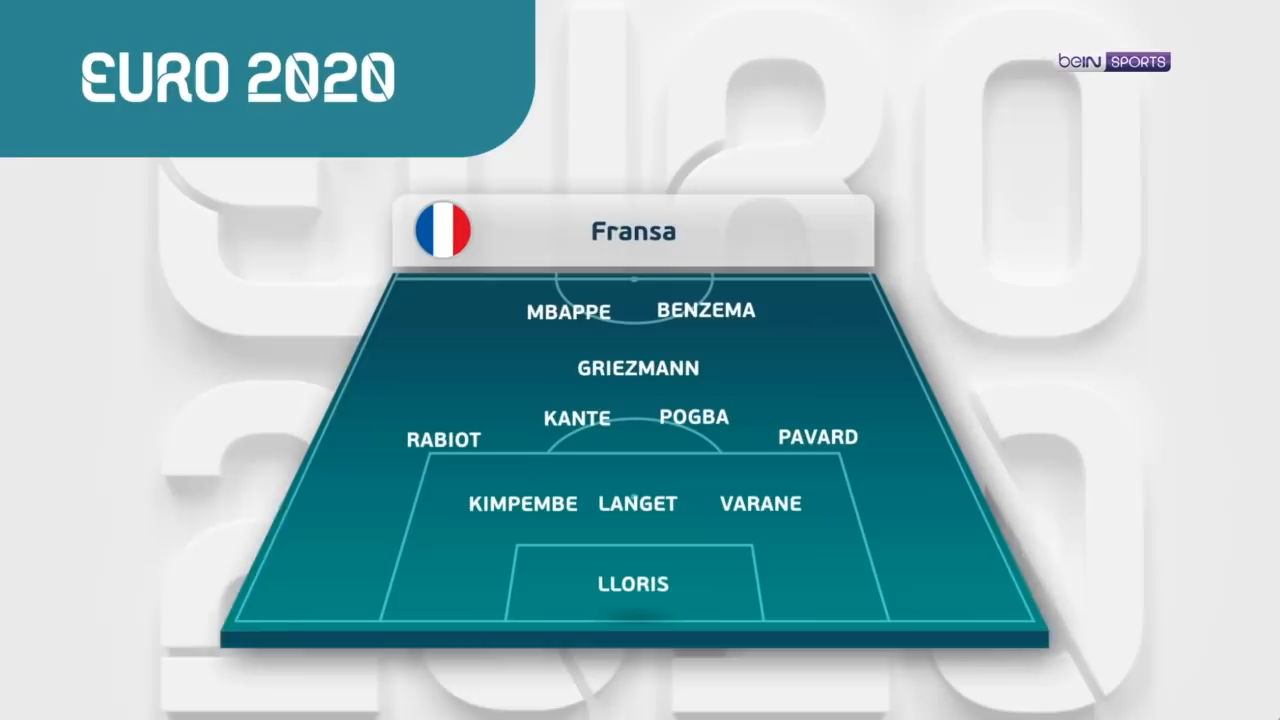 EURO 2020
beIN SPORTS
Fransa
MBAPPE BENZEMA
GRIEZMANN
KANTE POGBA
RABIOT PAVARD
KIMPEMBE LANGET VARANE
LLORIS